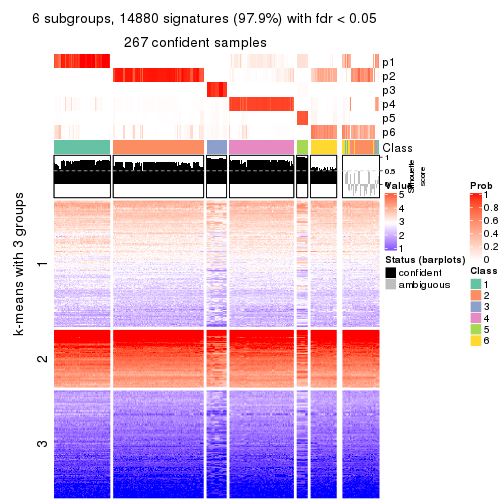 6 subgroups, 14880 signatures (97.9%) with fdr < 0.05
267 confident samples
p1
p2
p3
p4
p5
p6
Class
1
0.5
0
Silhouette
score
k-means with 3 groups
1
2
3
Value
5
4
3
2
1
Status (barplots)
confident
ambiguous
Prob
1
0.8
0.6
0.4
0.2
0
Class
1
2
3
4
5
6